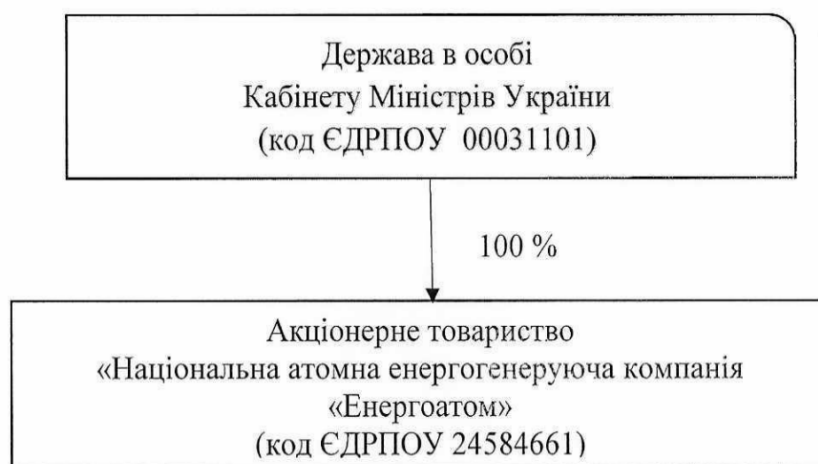 Держава в особі
Кабінету Міністрів України
(код ЄДРПОУ 00031101)
100 %
Акціонерне товариство
«Національна атомна енергогенеруюча компанія
«Енергоатом»
(код ЄДРПОУ 24584661)